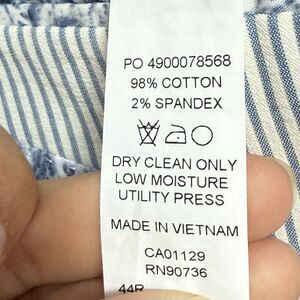 PO 4900078568
98% COTTON
2% SPANDEX
DRY CLEAN ONLY
LOW MOISTURE
UTILITY PRESS
MADE IN VIETNAM
CA01129
RN90736
44R